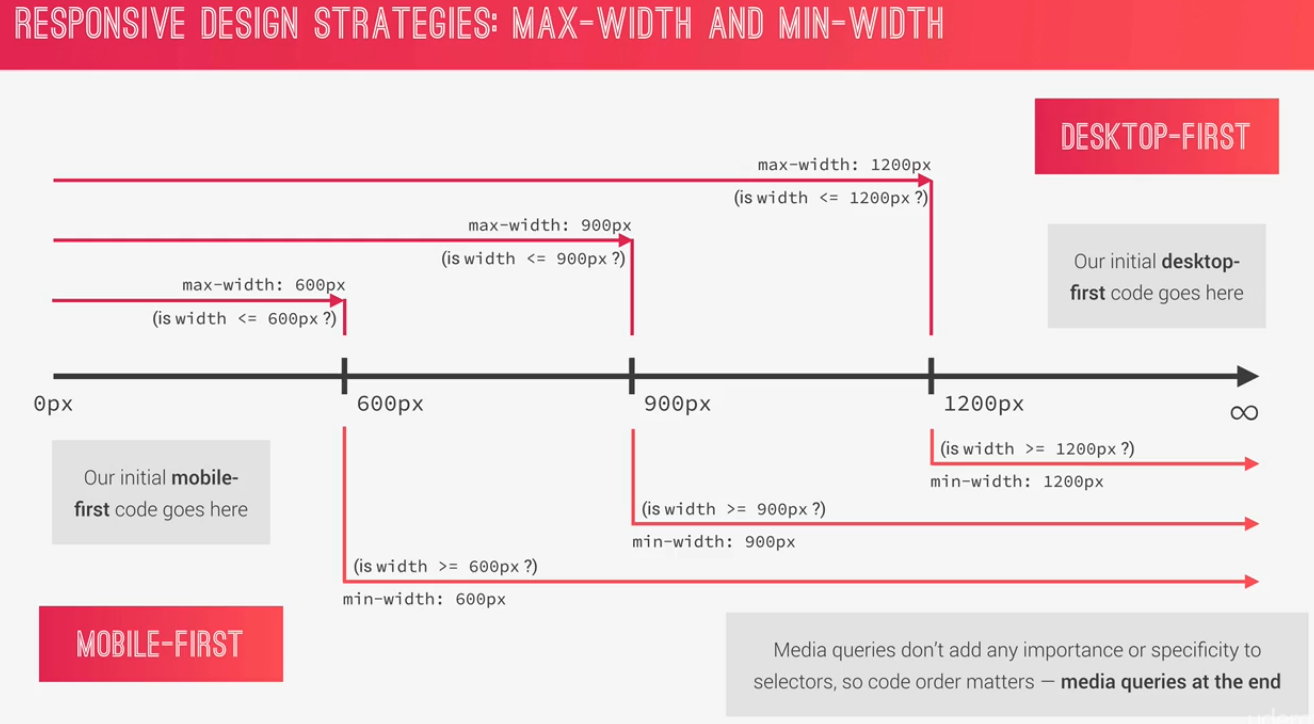 RESPONSIVE DESIGN STRATEGIES: MAX-WIDTH AND MIN-WIDTH
DESKTOP-FIRST
max-width: 1200px
(is width <= 1200px ?)
max-width: 900px
(is width <= 900px ?)
Our initial desktop-
first code goes here
max-width: 600px
(is width <= 600px ?)
0px
600px
900px
1200px
∞
(is width >= 1200px ?)
min-width: 1200px
Our initial mobile-
first code goes here
(is width >= 900px ?)
min-width: 900px
(is width >= 600px ?)
min-width: 600px
MOBILE-FIRST
Media queries don't add any importance or specificity to
selectors, so code order matters — media queries at the end